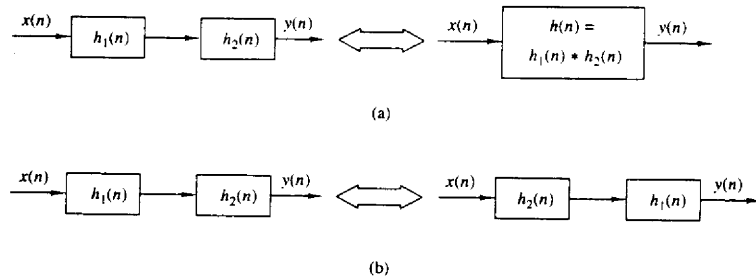 x(n) h₁(n) h₂(n) y(n) x(n) h(n) = y(n)
h₁(n) * h₂(n)
(a)
x(n) h₁(n) h₂(n) y(n) x(n) h₂(n) h₁(n) y(n)
(b)